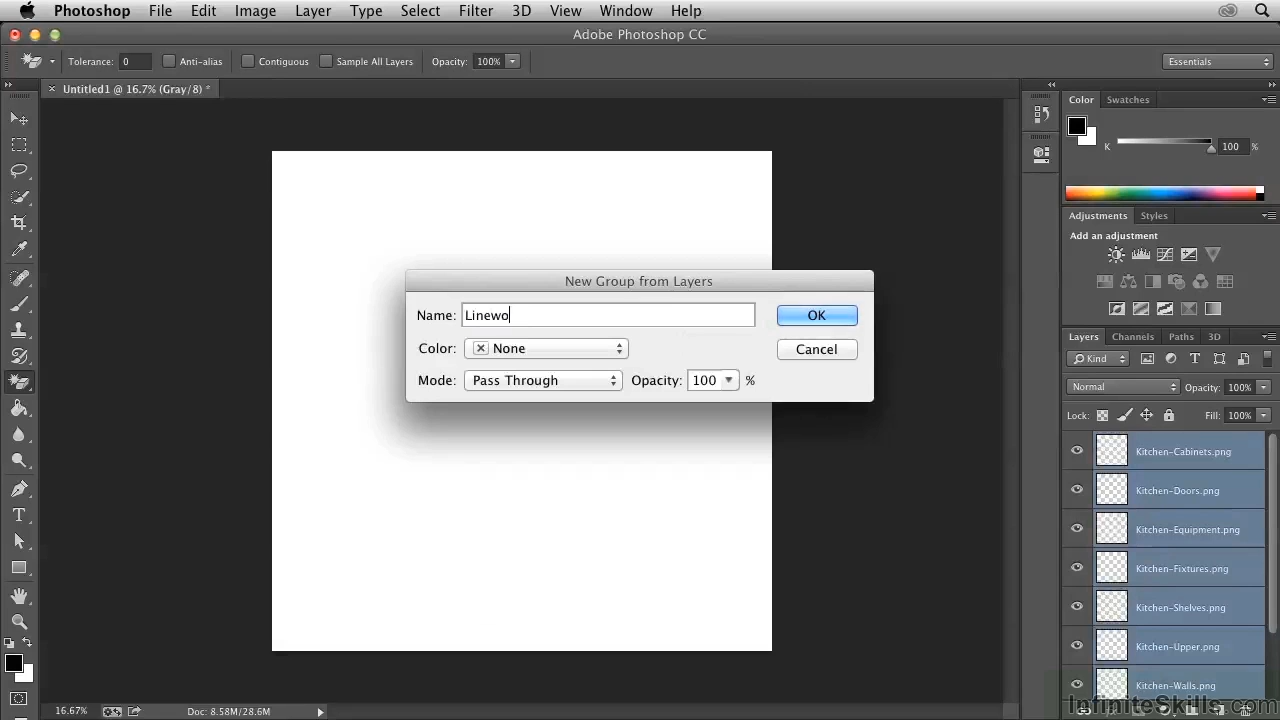 Photoshop File Edit Image Layer Type Select Filter 3D View Window Help
Adobe Photoshop CC
Tolerance: 0 Anti-alias Contiguous Sample All Layers Opacity: 100% Essentials
× Untitled1 @ 16.7% (Gray/8) *
Color Swatches
K 100 %
Adjustments Styles
Add an adjustment
New Group from Layers
Name: Linewo OK
Color: None Cancel
Mode: Pass Through Opacity: 100 %
Layers Channels Paths 3D
Kind
Normal Opacity: 100%
Lock: Fill: 100%
Kitchen-Cabinets.png
Kitchen-Doors.png
Kitchen-Equipment.png
Kitchen-Fixtures.png
Kitchen-Shelves.png
Kitchen-Upper.png
Kitchen-Walls.png
InfiniteSkills.com
16.67% Doc: 8.58M/28.6M